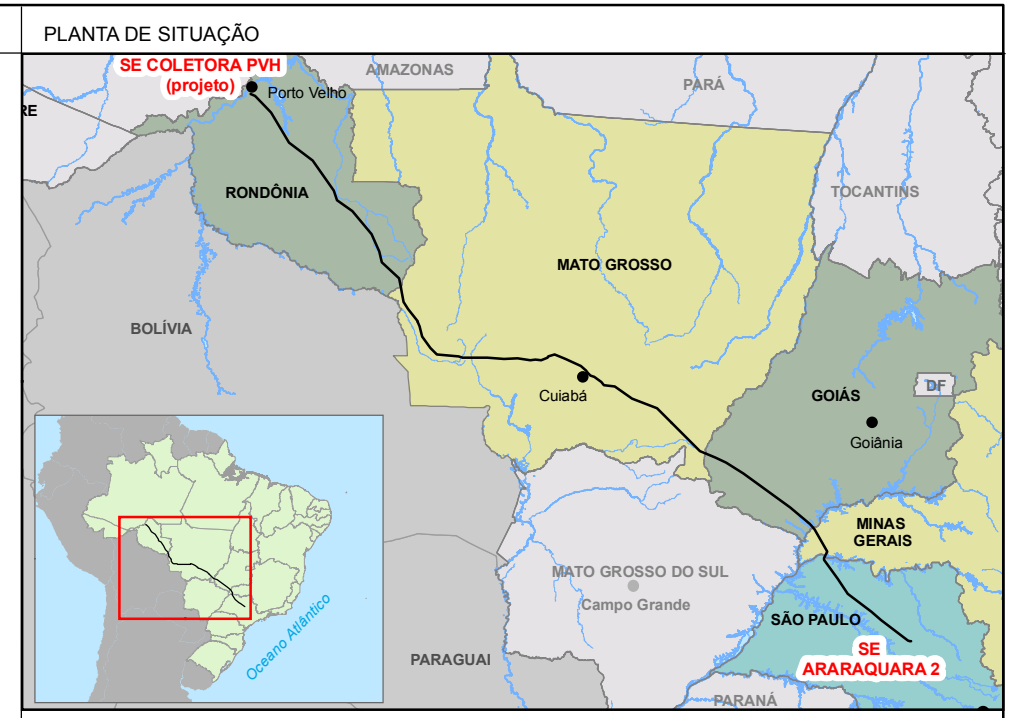 PLANTA DE SITUAÇÃO
SE COLETORA PVH
(projeto)
Porto Velho
AMAZONAS
PARÁ
RE
TOCANTINS
RONDÔNIA
MATO GROSSO
BOLÍVIA
Cuiabá
GOIÁS
DF
Goiânia
MINAS
GERAIS
MATO GROSSO DO SUL
Campo Grande
SÃO PAULO
SE
ARARAQUARA 2
PARAGUAI
PARANÁ
Oceano Atlântico